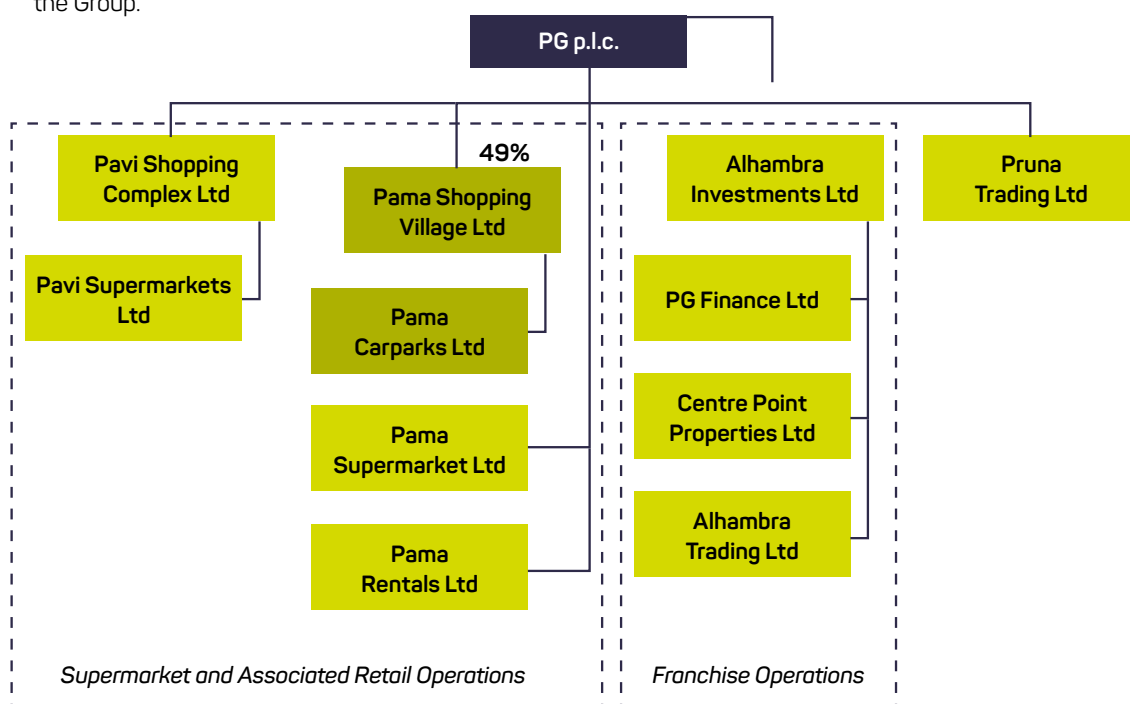 the Group.
PG p.l.c.
49%
Pavi Shopping
Complex Ltd
Pama Shopping
Village Ltd
Alhambra
Investments Ltd
Pruna
Trading Ltd
Pavi Supermarkets
Ltd
Pama
Carparks Ltd
PG Finance Ltd
Pama
Supermarket Ltd
Centre Point
Properties Ltd
Pama
Rentals Ltd
Alhambra
Trading Ltd
Supermarket and Associated Retail Operations
Franchise Operations